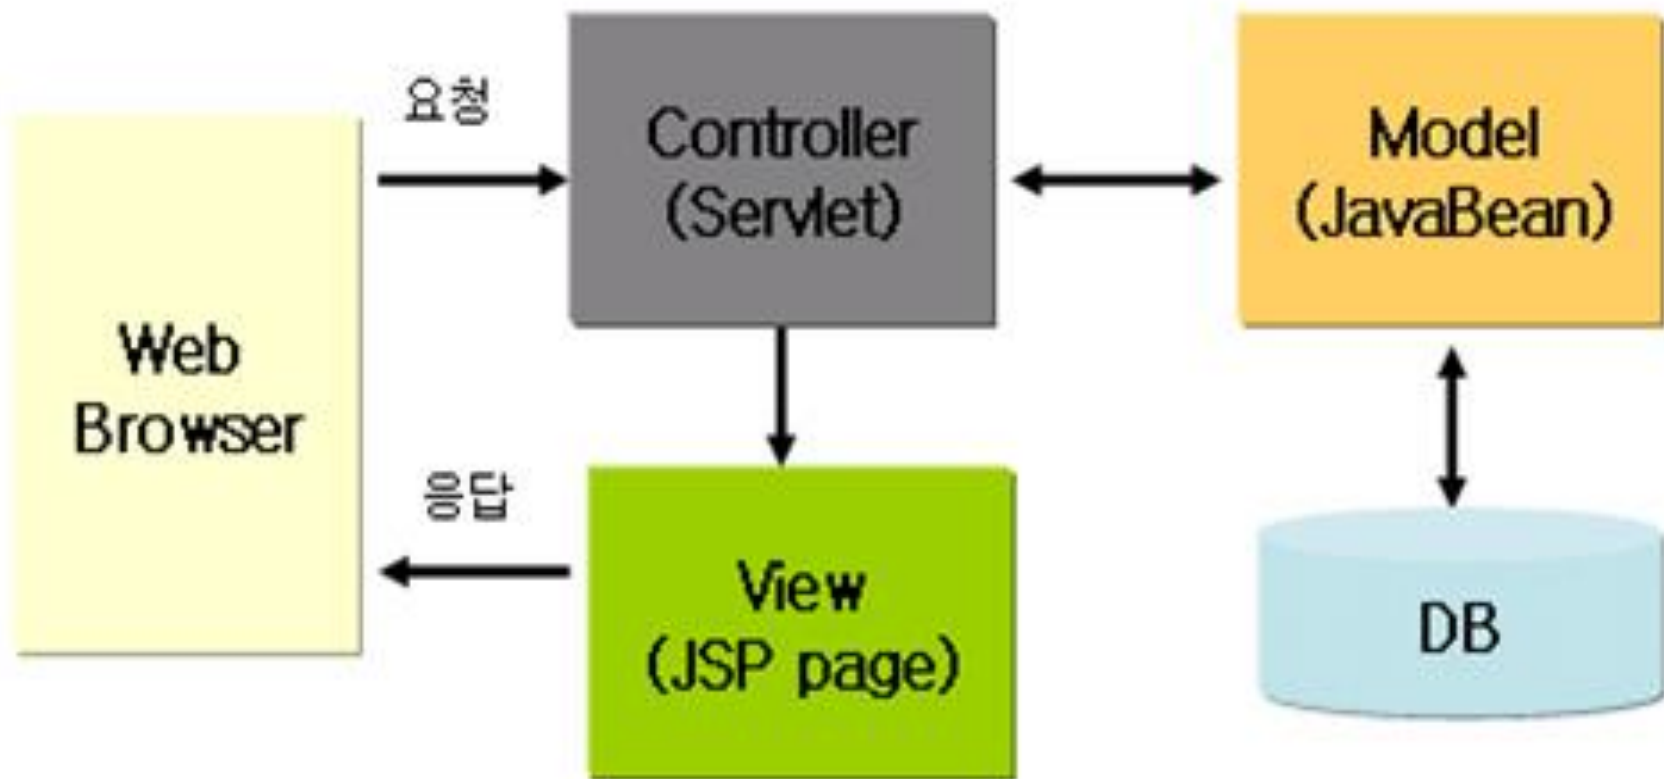 요청
Controller
(Servlet)
Model
(JavaBean)
Web
Browser
응답
View
(JSP page)
DB